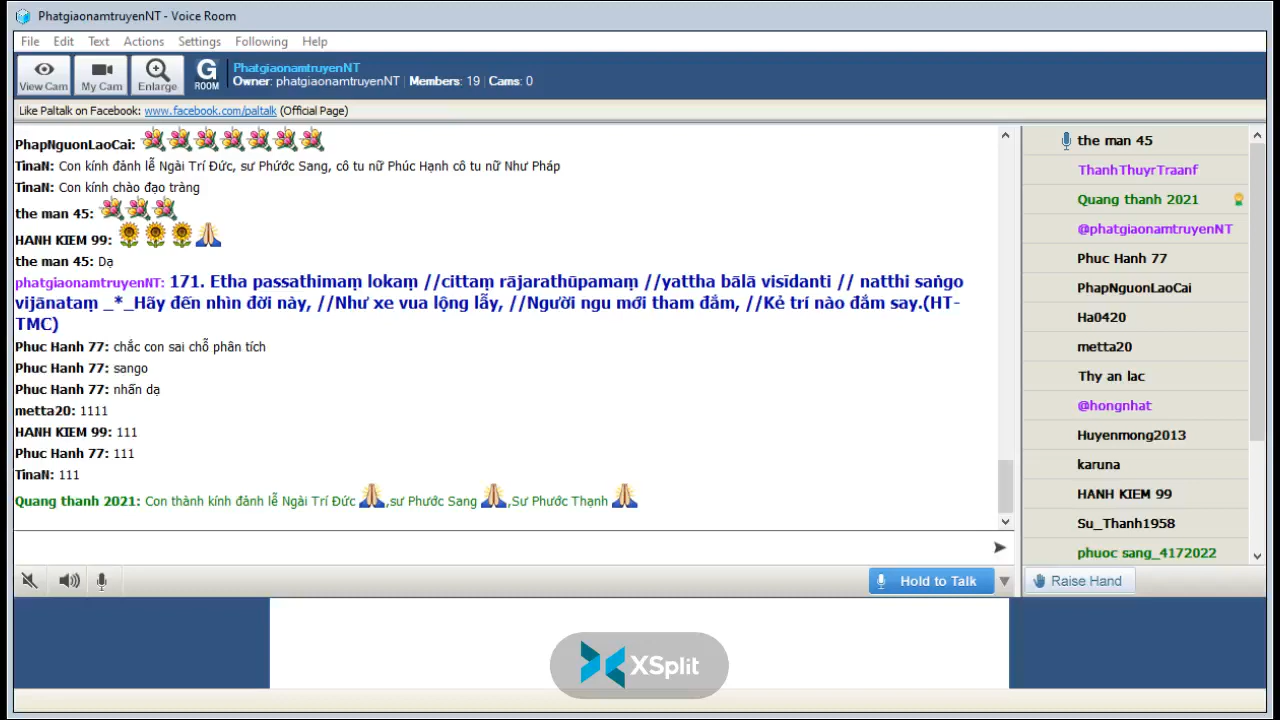 PhatgiaonamtruyenNT - Voice Room
File Edit Text Actions Settings Following Help
View Cam My Cam Enlarge G ROOM
PhatgiaonamtruyenNT
Owner: phatgiaonamtruyenNT | Members: 19 | Cams: 0
Like Paltalk on Facebook: www.facebook.com/paltalk (Official Page)
PhapNguonLaoCai:
TinaN: Con kính đảnh lễ Ngài Trí Đức, sư Phước Sang, cô tu nữ Phúc Hạnh cô tu nữ Như Pháp
TinaN: Con kính chào đạo tràng
the man 45:
HANH KIEM 99:
the man 45: Dạ
phatgiaonamtruyenNT: 171. Etha passathimaṃ lokaṃ //cittaṃ rājarathūpamaṃ //yattha bālā visīdanti // natthi saṅgo
vijānataṃ _*_Hãy đến nhìn đời này, //Như xe vua lộng lẫy, //Người ngu mới tham đắm, //Kẻ trí nào đắm say.(HT-
TMC)
Phuc Hanh 77: chắc con sai chỗ phân tích
Phuc Hanh 77: sango
Phuc Hanh 77: nhấn dạ
metta20: 1111
HANH KIEM 99: 111
Phuc Hanh 77: 111
TinaN: 111
Quang thanh 2021: Con thành kính đảnh lễ Ngài Trí Đức ,sư Phước Sang ,Sư Phước Thạnh
Hold to Talk
the man 45
ThanhThuyrTraanf
Quang thanh 2021
@phatgiaonamtruyenNT
Phuc Hanh 77
PhapNguonLaoCai
Ha0420
metta20
Thy an lac
@hongnhat
Huyenmong2013
karuna
HANH KIEM 99
Su_Thanh1958
phuoc sang_4172022
Raise Hand
XSplit